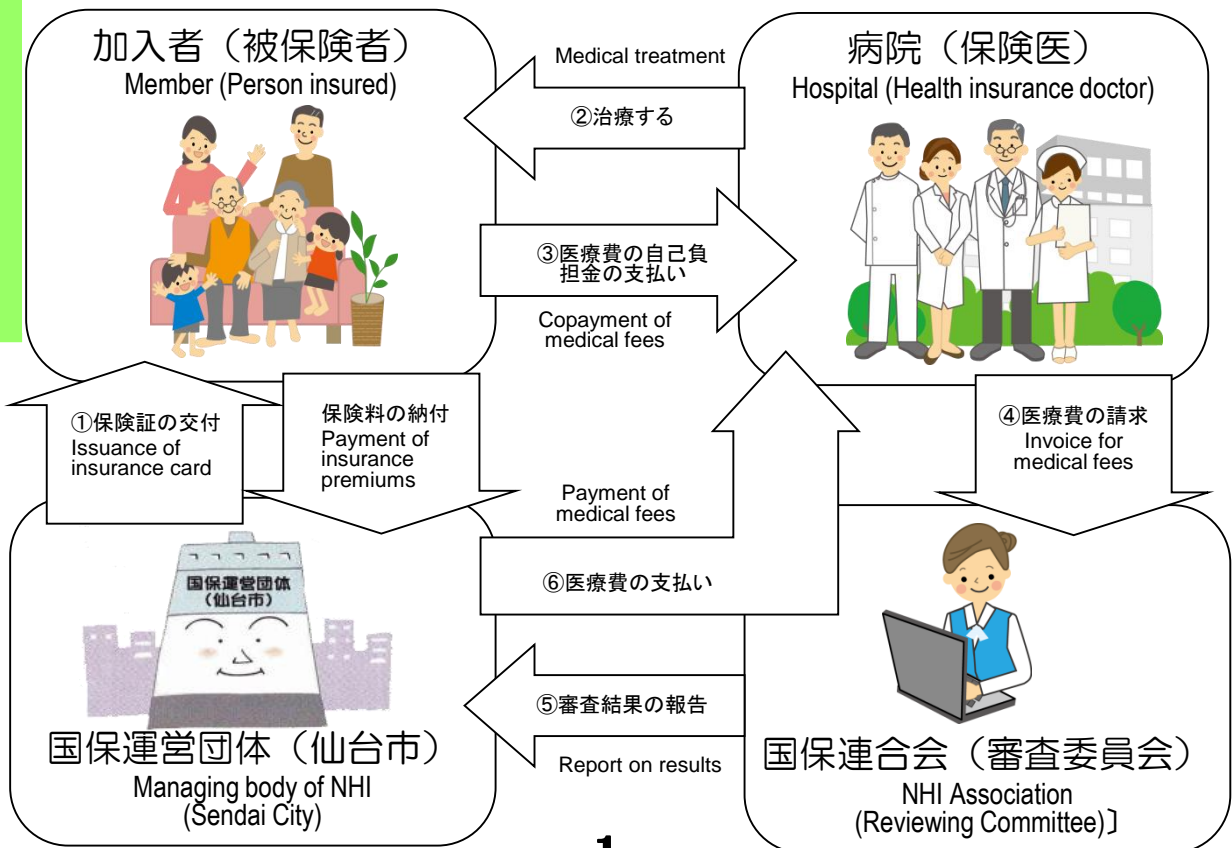 加入者（被保険者）
Member (Person insured)
Medical treatment
②治療する
病院（保険医）
Hospital (Health insurance doctor)
③医療費の自己負
担金の支払い
Copayment of
medical fees
①保険証の交付
Issuance of
insurance card
保険料の納付
Payment of
insurance
premiums
④医療費の請求
Invoice for
medical fees
Payment of
medical fees
⑥医療費の支払い
国保運営団体
（仙台市）
⑤審査結果の報告
Report on results
国保運営団体（仙台市）
Managing body of NHI
(Sendai City)
国保連合会（審査委員会）
NHI Association
(Reviewing Committee)〕
1